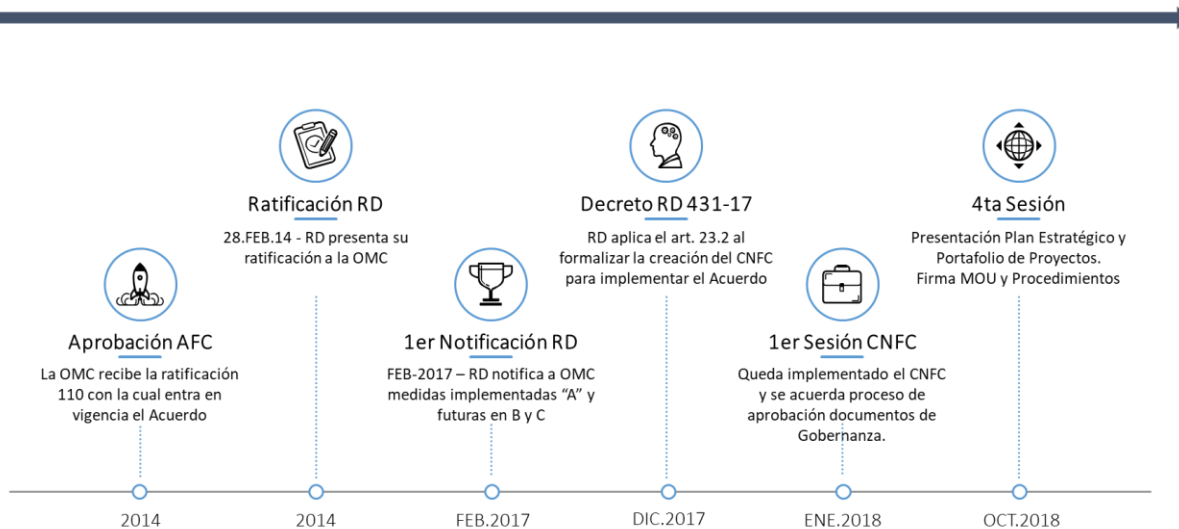 Aprobación AFC
La OMC recibe la ratificación
110 con la cual entra en
vigencia el Acuerdo
2014
Ratificación RD
28.FEB.14 - RD presenta su
ratificación a la OMC
2014
1er Notificación RD
FEB-2017 – RD notifica a OMC
medidas implementadas “A” y
futuras en B y C
FEB.2017
Decreto RD 431-17
RD aplica el art. 23.2 al
formalizar la creación del CNFC
para implementar el Acuerdo
DIC.2017
1er Sesión CNFC
Queda implementado el CNFC
y se acuerda proceso de
aprobación documentos de
Gobernanza.
ENE.2018
4ta Sesión
Presentación Plan Estratégico y
Portafolio de Proyectos.
Firma MOU y Procedimientos
OCT.2018